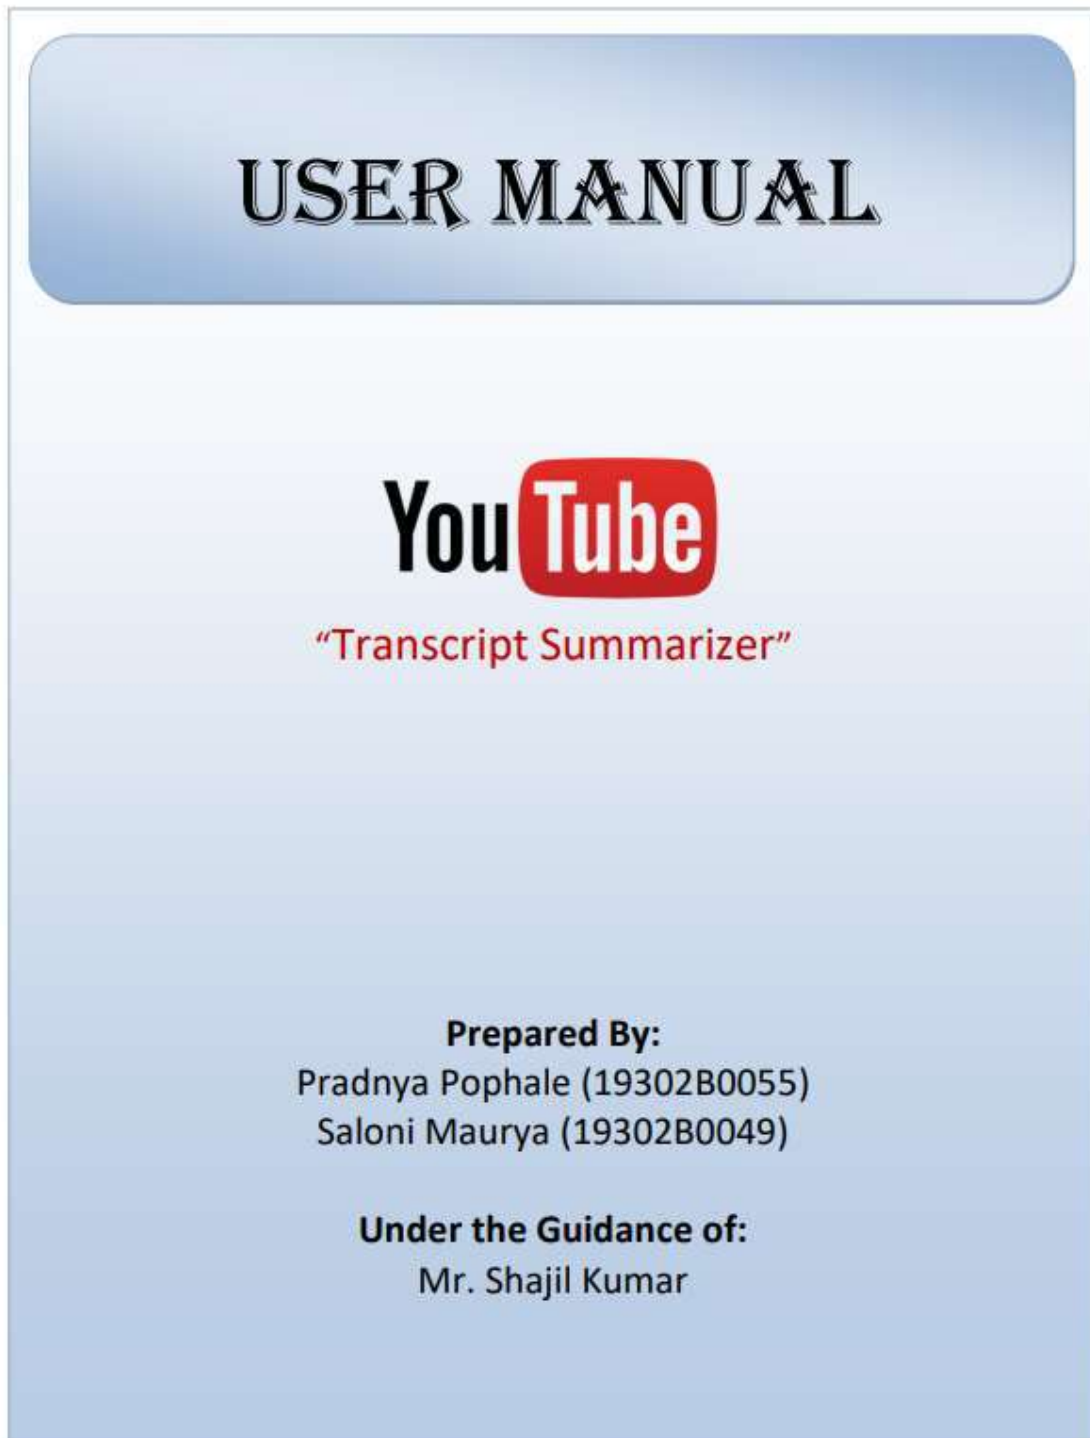 USER MANUAL
YouTube
“Transcript Summarizer”
Prepared By:
Pradnya Pophale (19302B0055)
Saloni Maurya (19302B0049)
Under the Guidance of:
Mr. Shajil Kumar